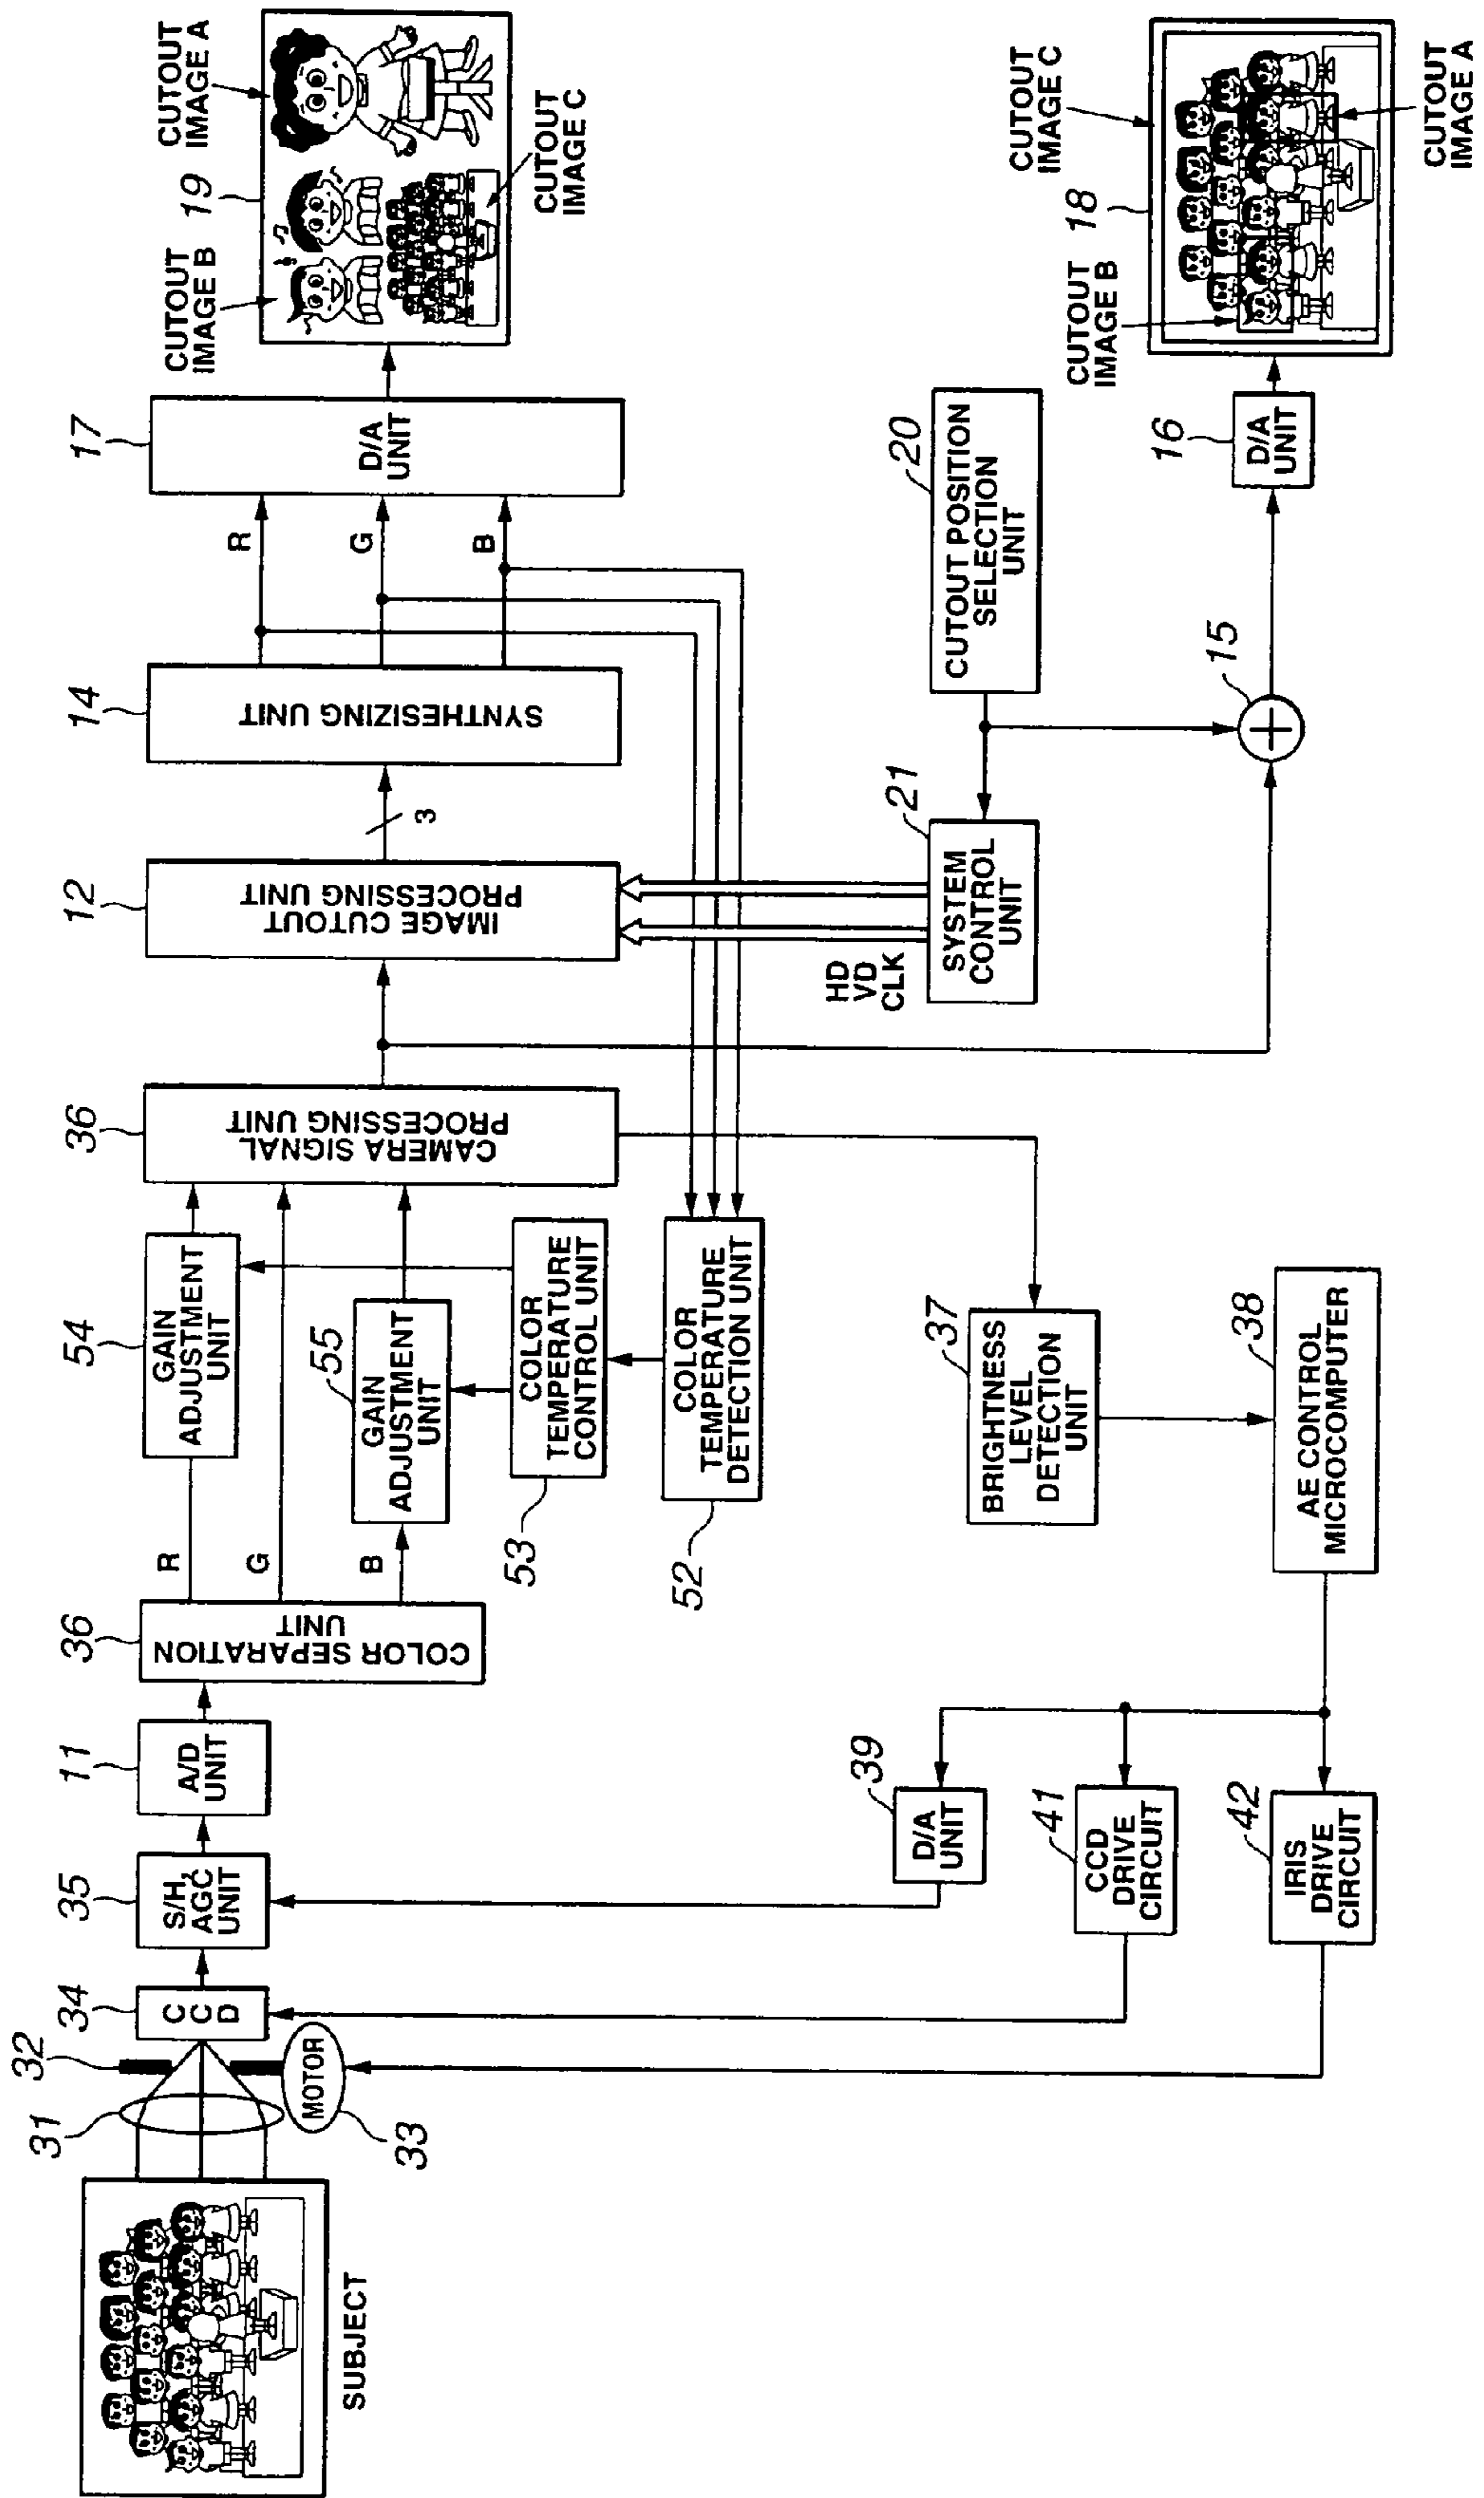 SUBJECT
31
32
MOTOR
33
34
C
C
D
35
S/H,
AGC
UNIT
11
A/D
UNIT
36
COLOR SEPARATION
UNIT
R
G
B
54
GAIN
ADJUSTMENT
UNIT
55
GAIN
ADJUSTMENT
UNIT
53
COLOR
TEMPERATURE
CONTROL UNIT
52
COLOR
TEMPERATURE
DETECTION UNIT
36
CAMERA SIGNAL
PROCESSING UNIT
12
IMAGE CUTOUT
PROCESSING UNIT
3
14
SYNTHESIZING UNIT
R
G
B
17
D/A
UNIT
CUTOUT
IMAGE B
19
CUTOUT
IMAGE A
CUTOUT
IMAGE C
HD
VD
CLK
21
SYSTEM
CONTROL
UNIT
20
CUTOUT POSITION
SELECTION
UNIT
15
16
D/A
UNIT
CUTOUT
IMAGE B
18
CUTOUT
IMAGE C
CUTOUT
IMAGE A
37
BRIGHTNESS
LEVEL
DETECTION
UNIT
38
AE CONTROL
MICROCOMPUTER
39
D/A
UNIT
41
CCD
DRIVE
CIRCUIT
42
IRIS
DRIVE
CIRCUIT